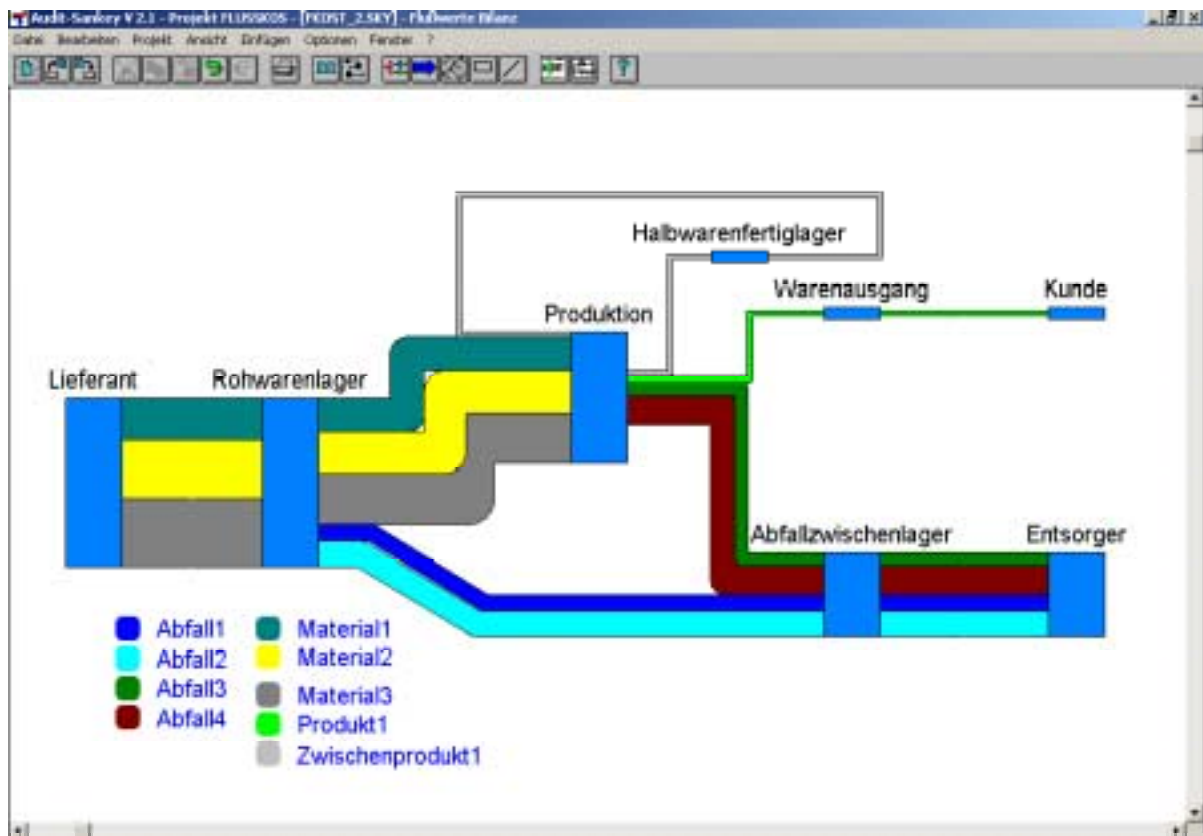 Audit-Sankey V 2.1 - Projekt FLUSSKOS - [FKOST_2.SKY] - Flußwerte Bilanz
Datei Bearbeiten Projekt Ansicht Einfügen Optionen Fenster ?
Halbwarenfertiglager
Warenausgang Kunde
Produktion
Lieferant Rohwarenlager
Abfallzwischenlager Entsorger
Abfall1 Material1
Abfall2 Material2
Abfall3 Material3
Abfall4 Produkt1
Zwischenprodukt1